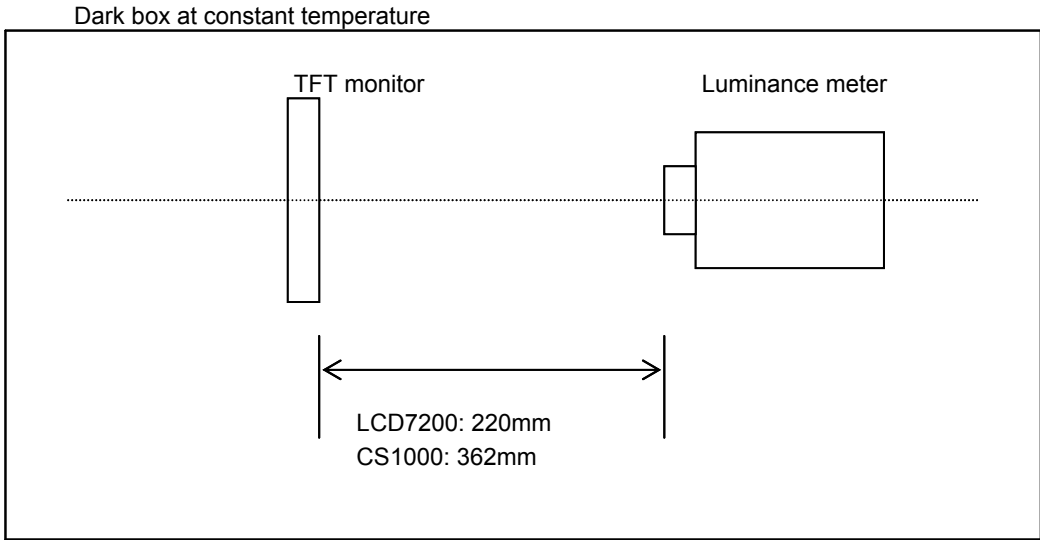 Dark box at constant temperature
TFT monitor
Luminance meter
LCD7200: 220mm
CS1000: 362mm